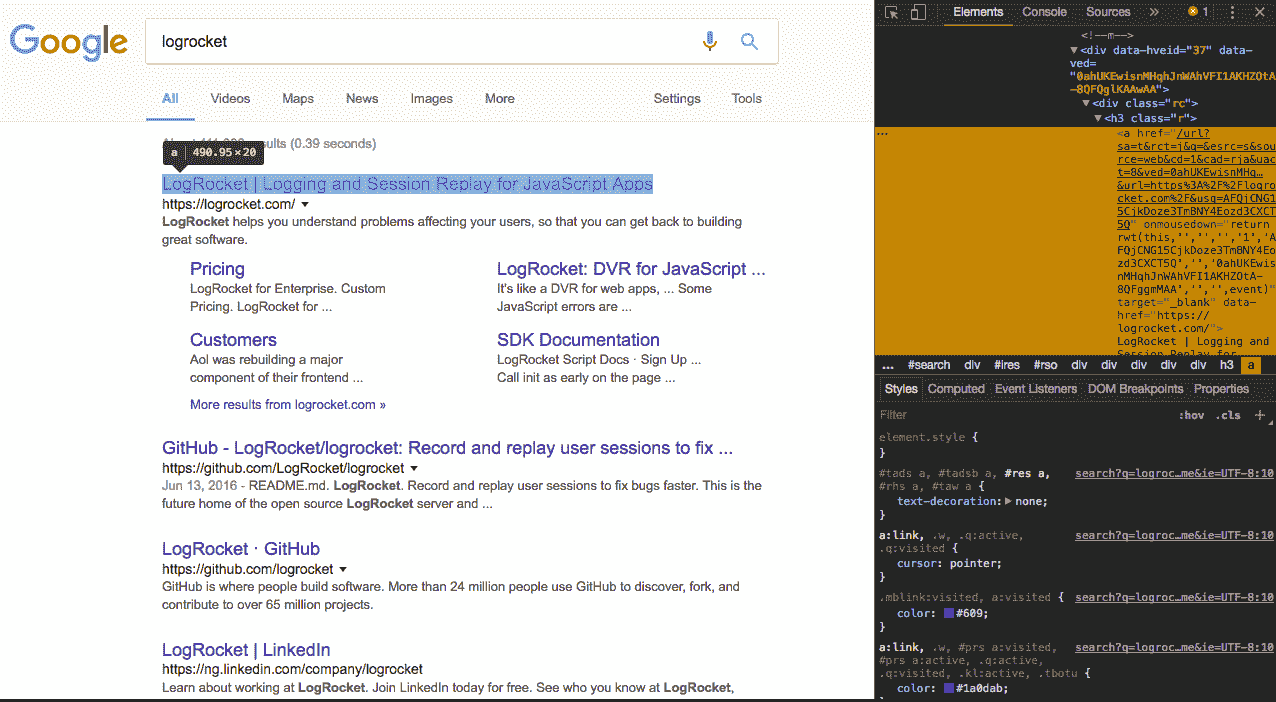 Google
logrocket
All Videos Maps News Images More Settings Tools
results (0.39 seconds)
a 490.95×20
LogRocket | Logging and Session Replay for JavaScript Apps
https://logrocket.com/
LogRocket helps you understand problems affecting your users, so that you can get back to building
great software.
Pricing
LogRocket for Enterprise. Custom
Pricing. LogRocket for ...
LogRocket: DVR for JavaScript ...
It's like a DVR for web apps, ... Some
JavaScript errors are ...
Customers
Aol was rebuilding a major
component of their frontend ...
SDK Documentation
LogRocket Script Docs · Sign Up ...
Call init as early on the page ...
More results from logrocket.com »
GitHub - LogRocket/logrocket: Record and replay user sessions to fix ...
https://github.com/LogRocket/logrocket
Jun 13, 2016 - README.md. LogRocket. Record and replay user sessions to fix bugs faster. This is the
future home of the open source LogRocket server and ...
LogRocket · GitHub
https://github.com/logrocket
GitHub is where people build software. More than 24 million people use GitHub to discover, fork, and
contribute to over 65 million projects.
LogRocket | LinkedIn
https://ng.linkedin.com/company/logrocket
Learn about working at LogRocket. Join LinkedIn today for free. See who you know at LogRocket,
Elements Console Sources » 1
<!--m-->
<div data-hveid="37" data-
ved=
"0ahUKEwisnMHqhJnWAhVFI1AKHZOtA
-8QFQglKAAwAA">
<div class="rc">
<h3 class="r">
...
<a href="/url?
sa=t&rct=j&q=&esrc=s&sou
rce=web&cd=1&cad=rja&uac
t=8&ved=0ahUKEwisnMHq…
&url=https%3A%2F%2Flogro
cket.com%2F&usg=AFQjCNG1
5CjkDoze3TmBNY4Eozd3CXCT
5Q" onmousedown="return
rwt(this,'','','','1','A
FQjCNG15CjkDoze3TmBNY4Eo
zd3CXCT5Q','','0ahUKEwis
nMHqhJnWAhVFI1AKHZOtA-
8QFggmMAA','','',event)"
target="_blank" data-
href="https://
logrocket.com/">
LogRocket | Logging and
Session Replay for
... #search div #ires #rso div div div div div h3 a
Styles Computed Event Listeners DOM Breakpoints Properties
Filter :hov .cls +
element.style {
}
#tads a, #tadsb a, #res a, search?q=logroc…me&ie=UTF-8:10
#rhs a, #taw a {
text-decoration: none;
}
a:link, .w, .q:active, search?q=logroc…me&ie=UTF-8:10
.q:visited {
cursor: pointer;
}
.mblink:visited, a:visited { search?q=logroc…me&ie=UTF-8:10
color: #609;
}
a:link, .w, #prs a:visited, search?q=logroc…me&ie=UTF-8:10
#prs a:active, .q:active,
.q:visited, .kl:active, .tbotu {
color: #1a0dab;